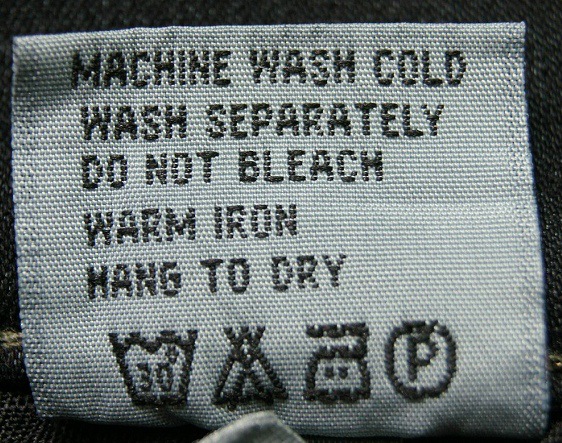 MACHINE WASH COLD
WASH SEPARATELY
DO NOT BLEACH
WARM IRON
HANG TO DRY
30° P